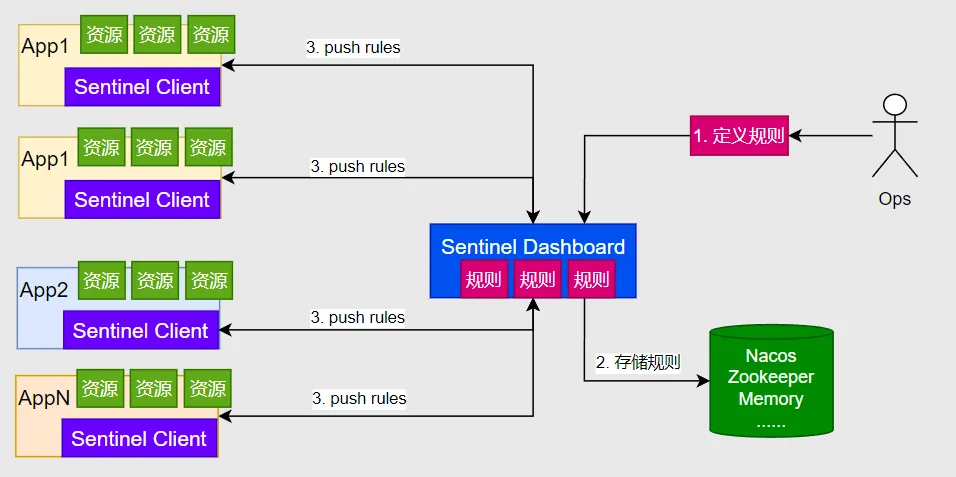 App1
资源 资源 资源
Sentinel Client
3. push rules
App1
资源 资源 资源
Sentinel Client
3. push rules
1. 定义规则
Ops
Sentinel Dashboard
规则 规则 规则
App2
资源 资源 资源
Sentinel Client
3. push rules
2. 存储规则
Nacos
Zookeeper
Memory
......
AppN
资源 资源 资源
Sentinel Client
3. push rules